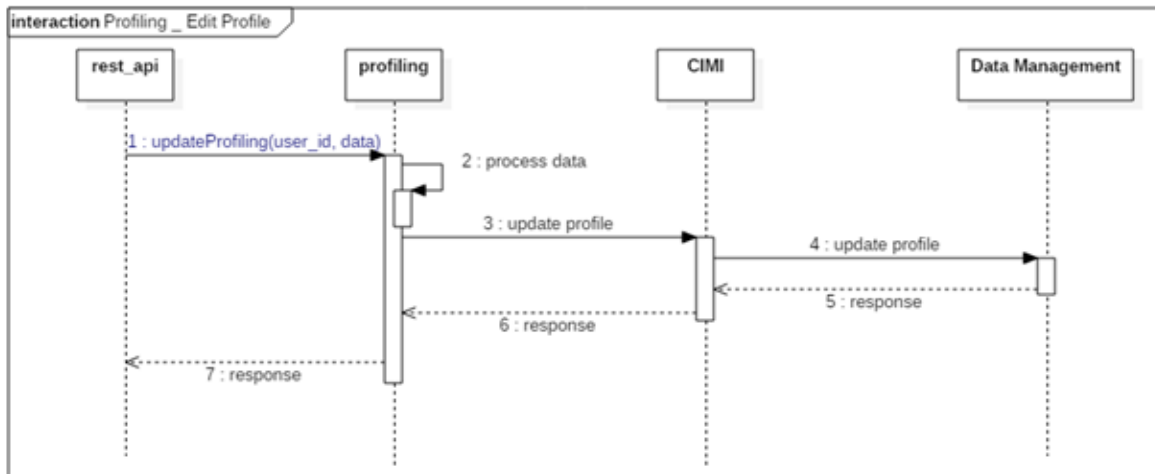 interaction Profiling _ Edit Profile
rest_api
profiling
CIMI
Data Management
1 : updateProfiling(user_id, data)
2 : process data
3 : update profile
4 : update profile
5 : response
6 : response
7 : response